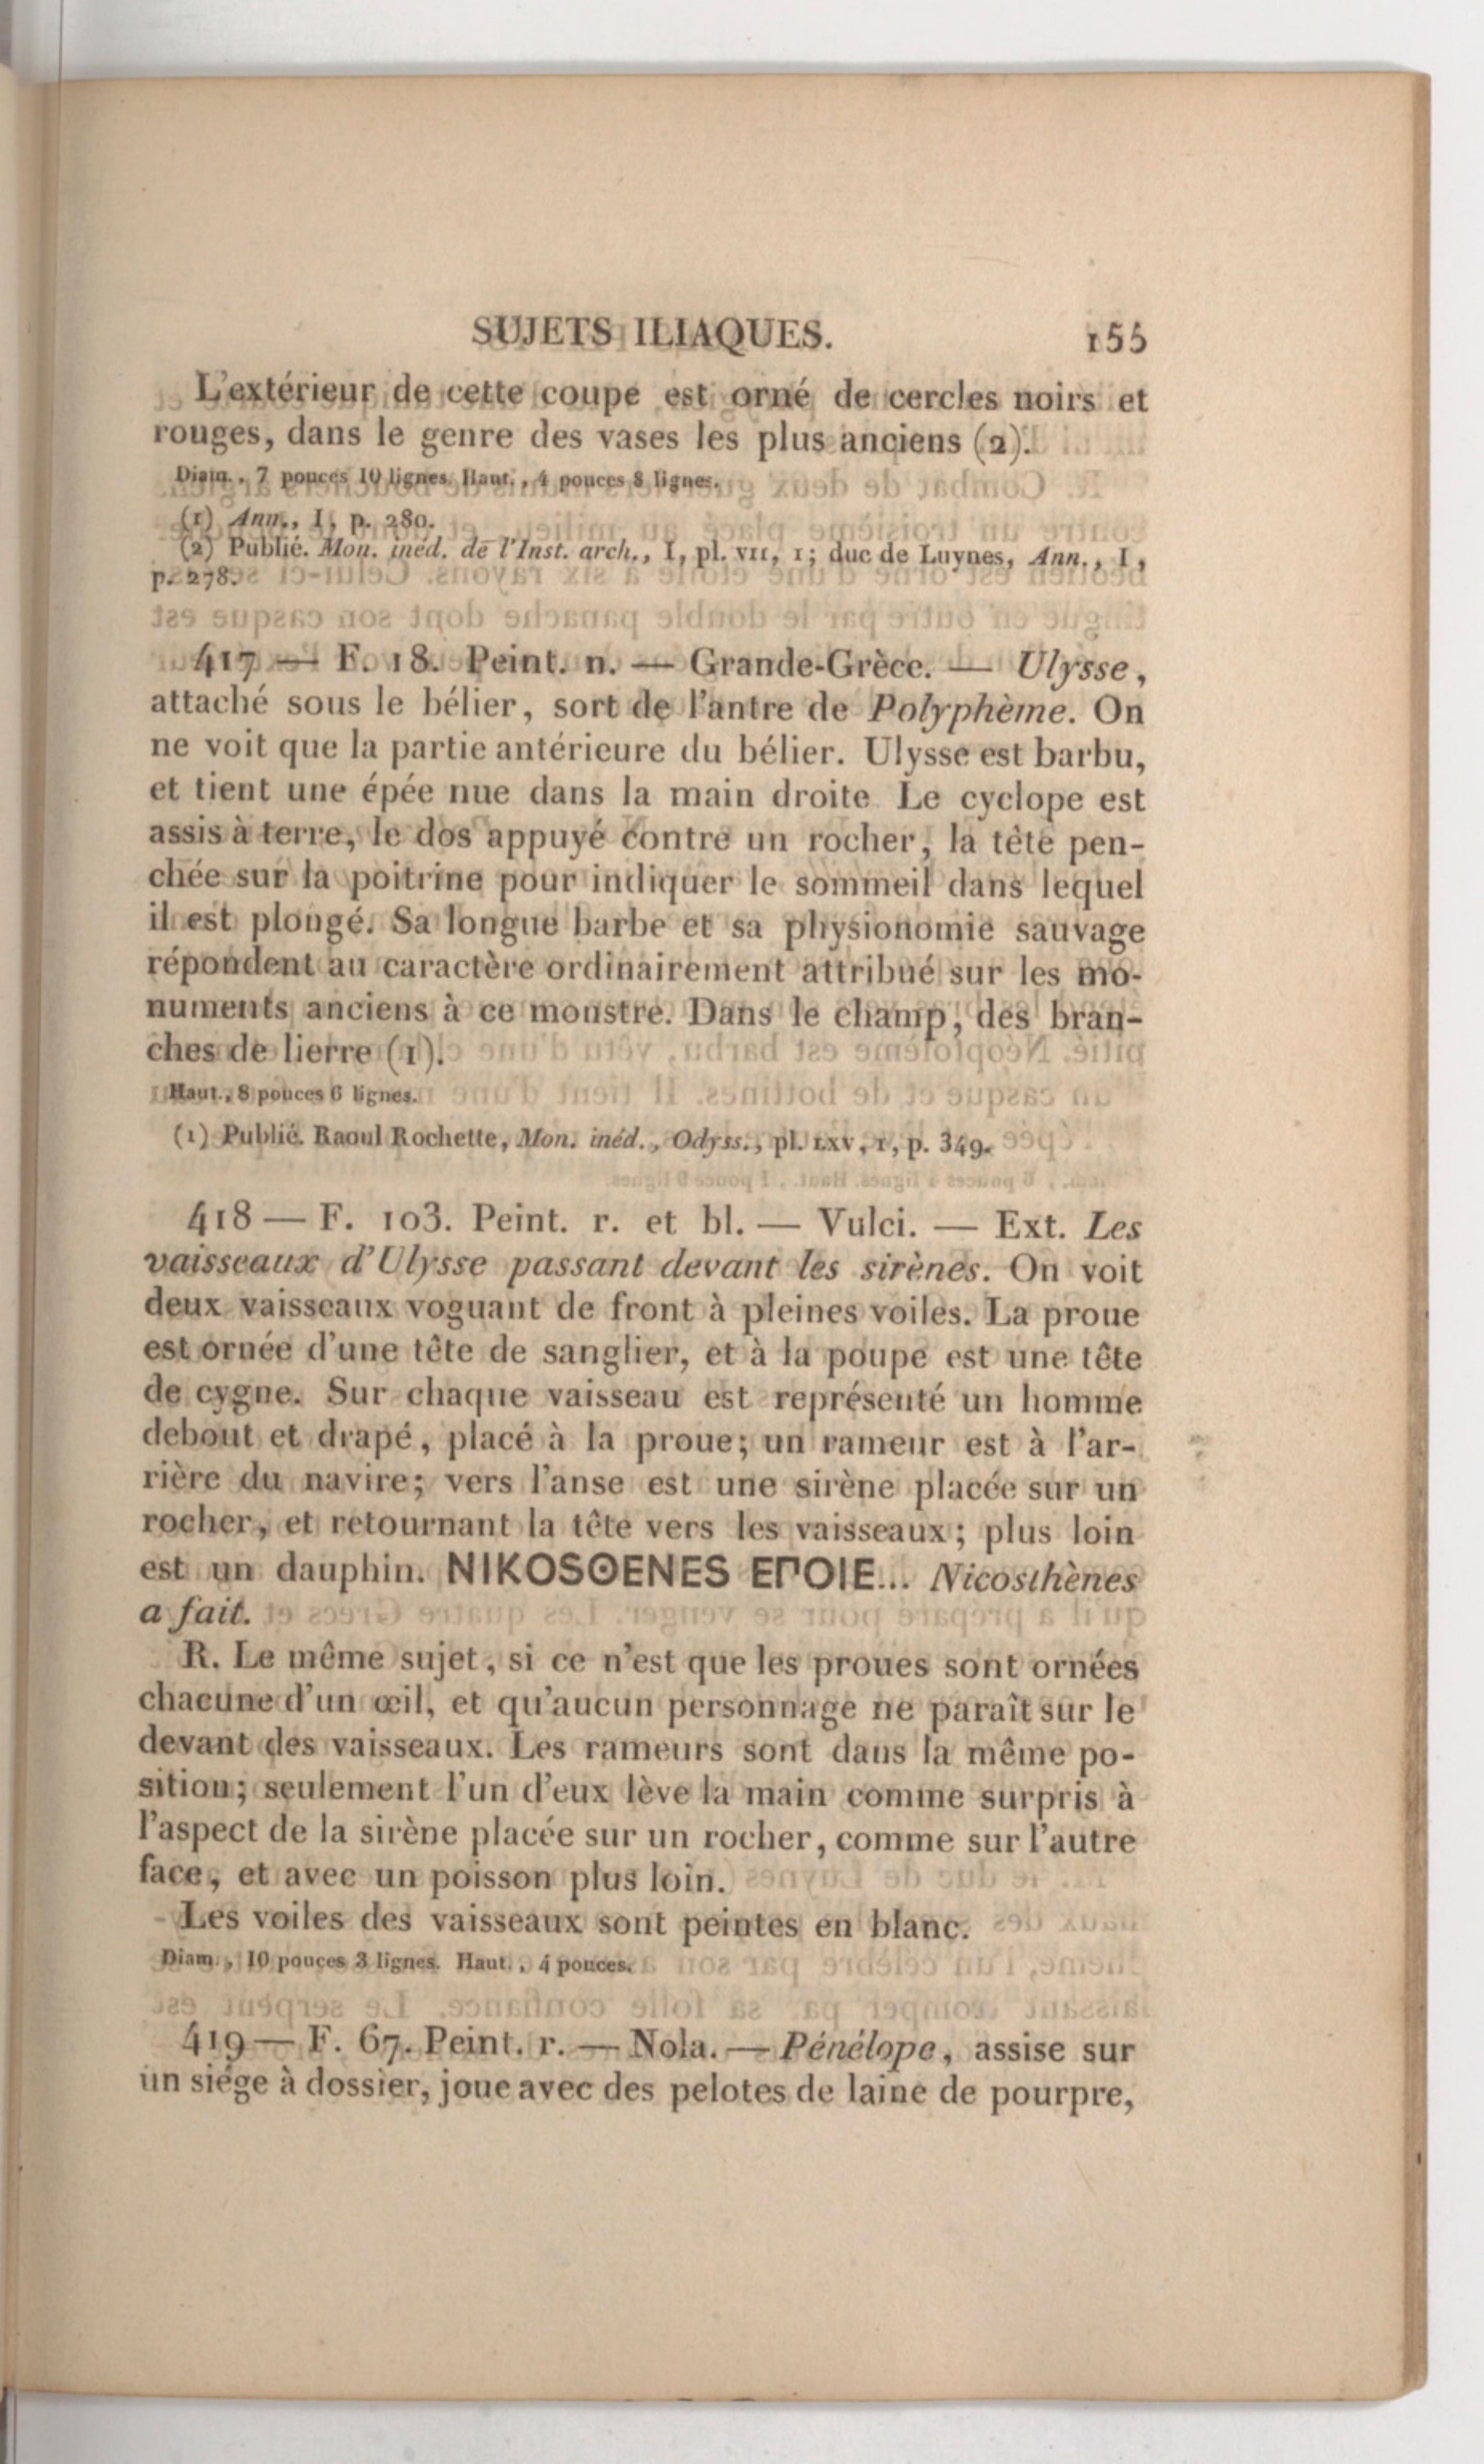 SUJETS ILIAQUES. 155
L'extérieur de cette coupe est orné de cercles noirs et
rouges, dans le genre des vases les plus anciens (2).
Diam., 7 pouces 10 lignes. Haut., 4 pouces 8 lignes.
(1) Ann., I, p. 280.
(2) Publié. Mon. inéd. de l'Inst. arch., I, pl. VII, 1; duc de Luynes, Ann., I,
p. 278.
417. — F. 18. Peint. n. — Grande-Grèce. — Ulysse,
attaché sous le bélier, sort de l'antre de Polyphème. On
ne voit que la partie antérieure du bélier. Ulysse est barbu,
et tient une épée nue dans la main droite Le cyclope est
assis à terre, le dos appuyé contre un rocher, la tête pen-
chée sur la poitrine pour indiquer le sommeil dans lequel
il est plongé. Sa longue barbe et sa physionomie sauvage
répondent au caractère ordinairement attribué sur les mo-
numents anciens à ce monstre. Dans le champ, des bran-
ches de lierre (1).
Haut., 8 pouces 6 lignes.
(1) Publié. Raoul Rochette, Mon. inéd., Odyss., pl. LXV, 1, p. 349.
418 — F. 103. Peint. r. et bl. — Vulci. — Ext. Les
vaisseaux d'Ulysse passant devant les sirènes. On voit
deux vaisseaux voguant de front à pleines voiles. La proue
est ornée d'une tête de sanglier, et à la poupe est une tête
de cygne. Sur chaque vaisseau est représenté un homme
debout et drapé, placé à la proue; un rameur est à l'ar-
rière du navire; vers l'anse est une sirène placée sur un
rocher, et retournant la tête vers les vaisseaux; plus loin
est un dauphin. NIKOSΘENES EΠOIE... Nicosthènes
a fait.
R. Le même sujet, si ce n'est que les proues sont ornées
chacune d'un œil, et qu'aucun personnage ne paraît sur le
devant des vaisseaux. Les rameurs sont dans la même po-
sition; seulement l'un d'eux lève la main comme surpris à
l'aspect de la sirène placée sur un rocher, comme sur l'autre
face, et avec un poisson plus loin.
Les voiles des vaisseaux sont peintes en blanc.
Diam., 10 pouces 3 lignes. Haut., 4 pouces.
419 — F. 67. Peint. r. — Nola. — Pénélope, assise sur
un siége à dossier, joue avec des pelotes de laine de pourpre,